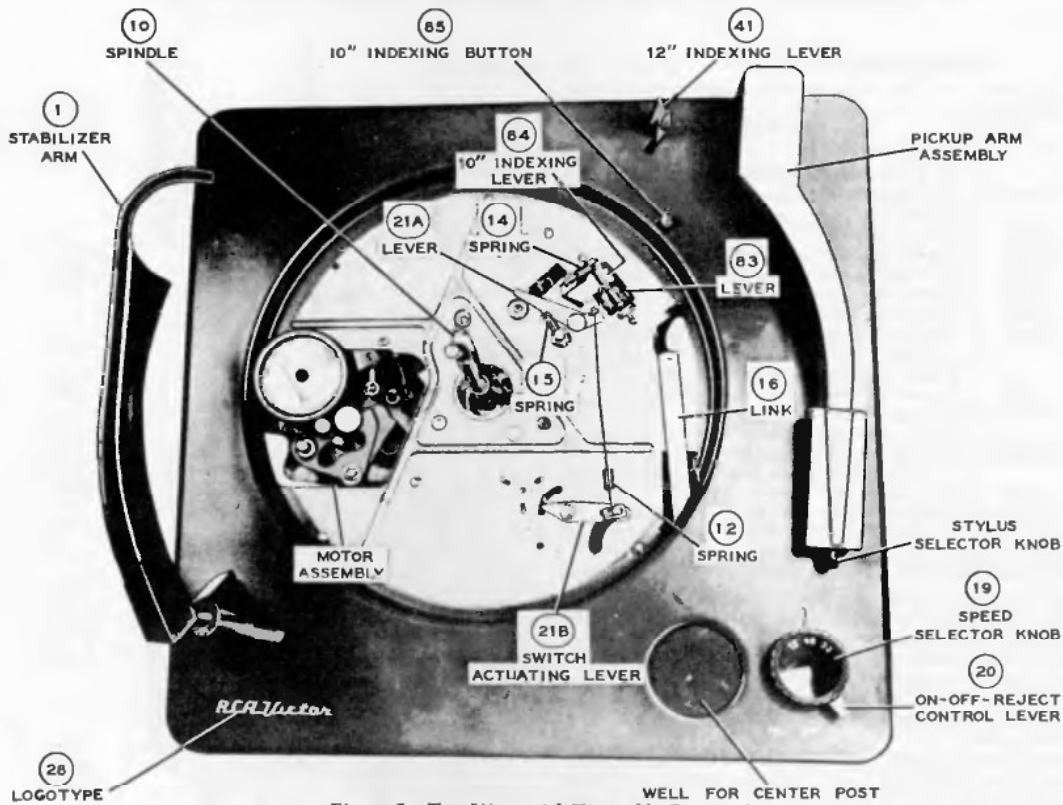 10
SPINDLE
85
10" INDEXING BUTTON
41
12" INDEXING LEVER
1
STABILIZER
ARM
84
10" INDEXING
LEVER
PICKUP ARM
ASSEMBLY
21A
LEVER
14
SPRING
83
LEVER
15
SPRING
16
LINK
12
SPRING
MOTOR
ASSEMBLY
STYLUS
SELECTOR KNOB
19
SPEED
SELECTOR KNOB
21B
SWITCH
ACTUATING LEVER
20
ON-OFF-REJECT
CONTROL LEVER
RCA Victor
28
LOGOTYPE
WELL FOR CENTER POST